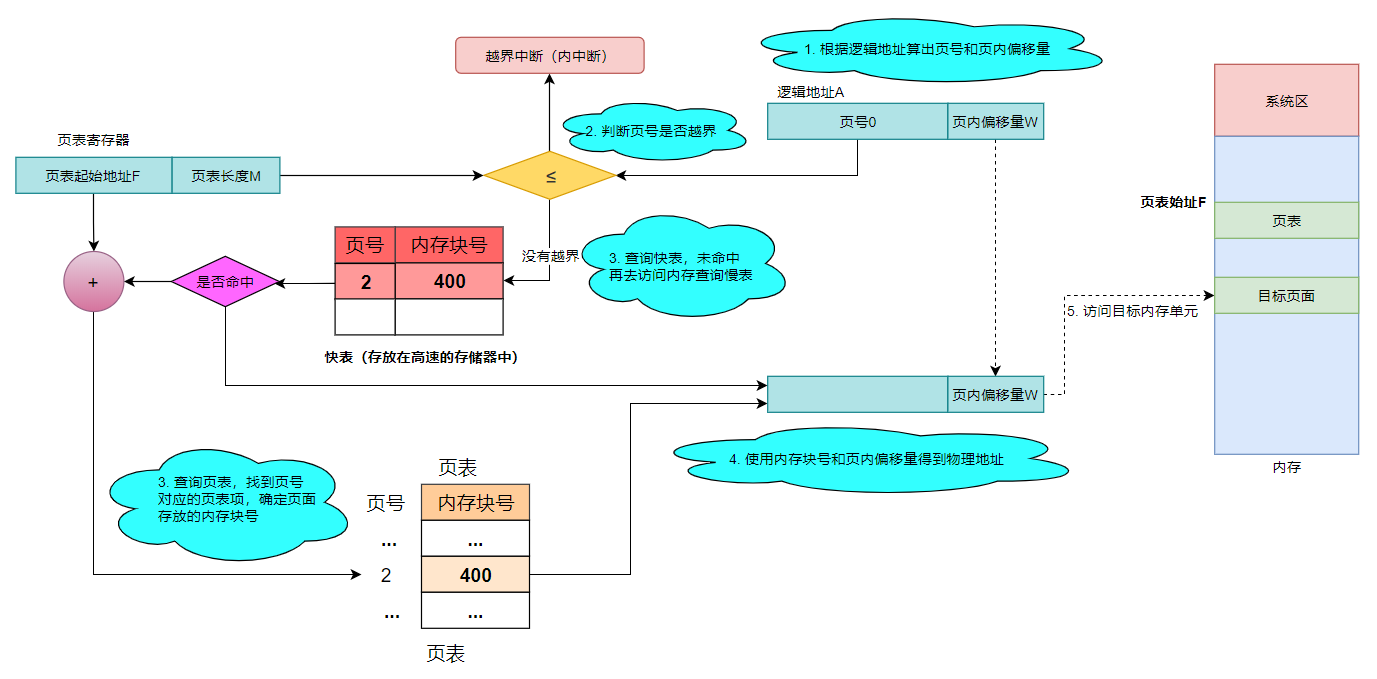 1. 根据逻辑地址算出页号和页内偏移量
越界中断（内中断）
逻辑地址A
页号0
页内偏移量W
2. 判断页号是否越界
系统区
页表寄存器
页表起始地址F
页表长度M
≤
页表始址F
页表
没有越界
页号
内存块号
2
400
3. 查询快表，未命中
再去访问内存查询慢表
+
是否命中
目标页面
5. 访问目标内存单元
快表（存放在高速的存储器中）
页内偏移量W
4. 使用内存块号和页内偏移量得到物理地址
内存
3. 查询页表，找到页号
对应的页表项，确定页面
存放的内存块号
页表
页号
内存块号
...
...
2
400
...
...
页表